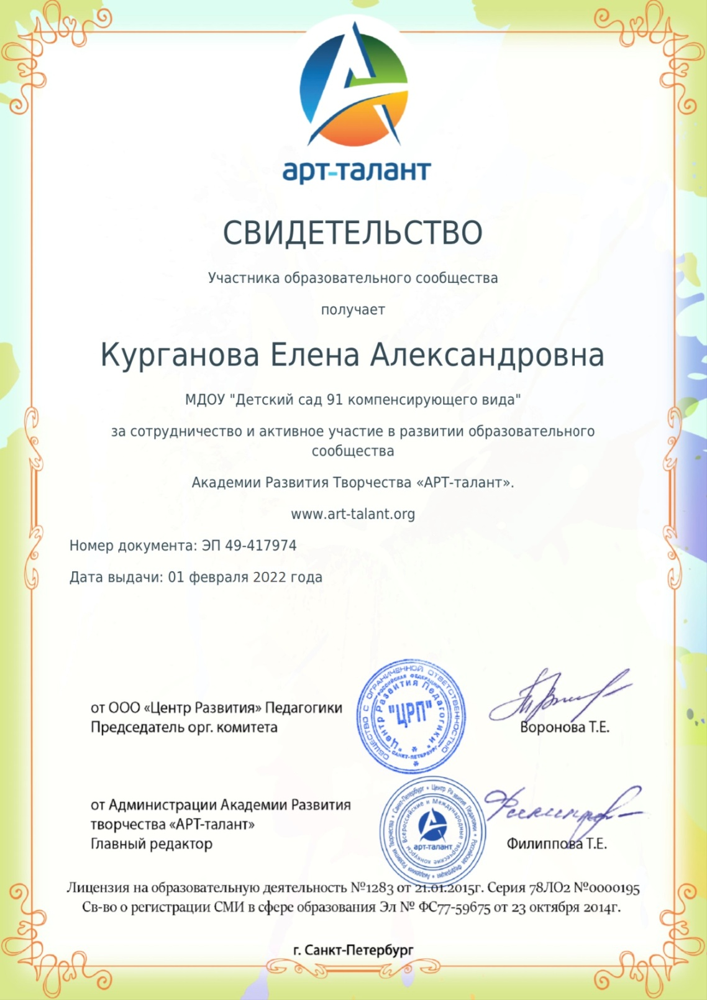 арт-талант
СВИДЕТЕЛЬСТВО
Участника образовательного сообщества
получает
Курганова Елена Александровна
МДОУ "Детский сад 91 компенсирующего вида"
за сотрудничество и активное участие в развитии образовательного
сообщества
Академии Развития Творчества «АРТ-талант».
www.art-talant.org
Номер документа: ЭП 49-417974
Дата выдачи: 01 февраля 2022 года
от ООО «Центр Развития» Педагогики
Председатель орг. комитета
ОБЩЕСТВО С ОГРАНИЧЕННОЙ ОТВЕТСТВЕННОСТЬЮ
РОССИЙСКАЯ ФЕДЕРАЦИЯ
"Центр Развития Педагогики"
"ЦРП"
САНКТ-ПЕТЕРБУРГ
Воронова Т.Е.
от Администрации Академии Развития
творчества «АРТ-талант»
Главный редактор
Академия Развития Творчества • Санкт-Петербург • Центр Развития Педагогики • Российская Федерация •
Всероссийские и Международные творческие конкурсы
арт-талант
Филиппова Т.Е.
Лицензия на образовательную деятельность №1283 от 21.01.2015г. Серия 78ЛО2 №0000195
Св-во о регистрации СМИ в сфере образования Эл № ФС77-59675 от 23 октября 2014г.
г. Санкт-Петербург